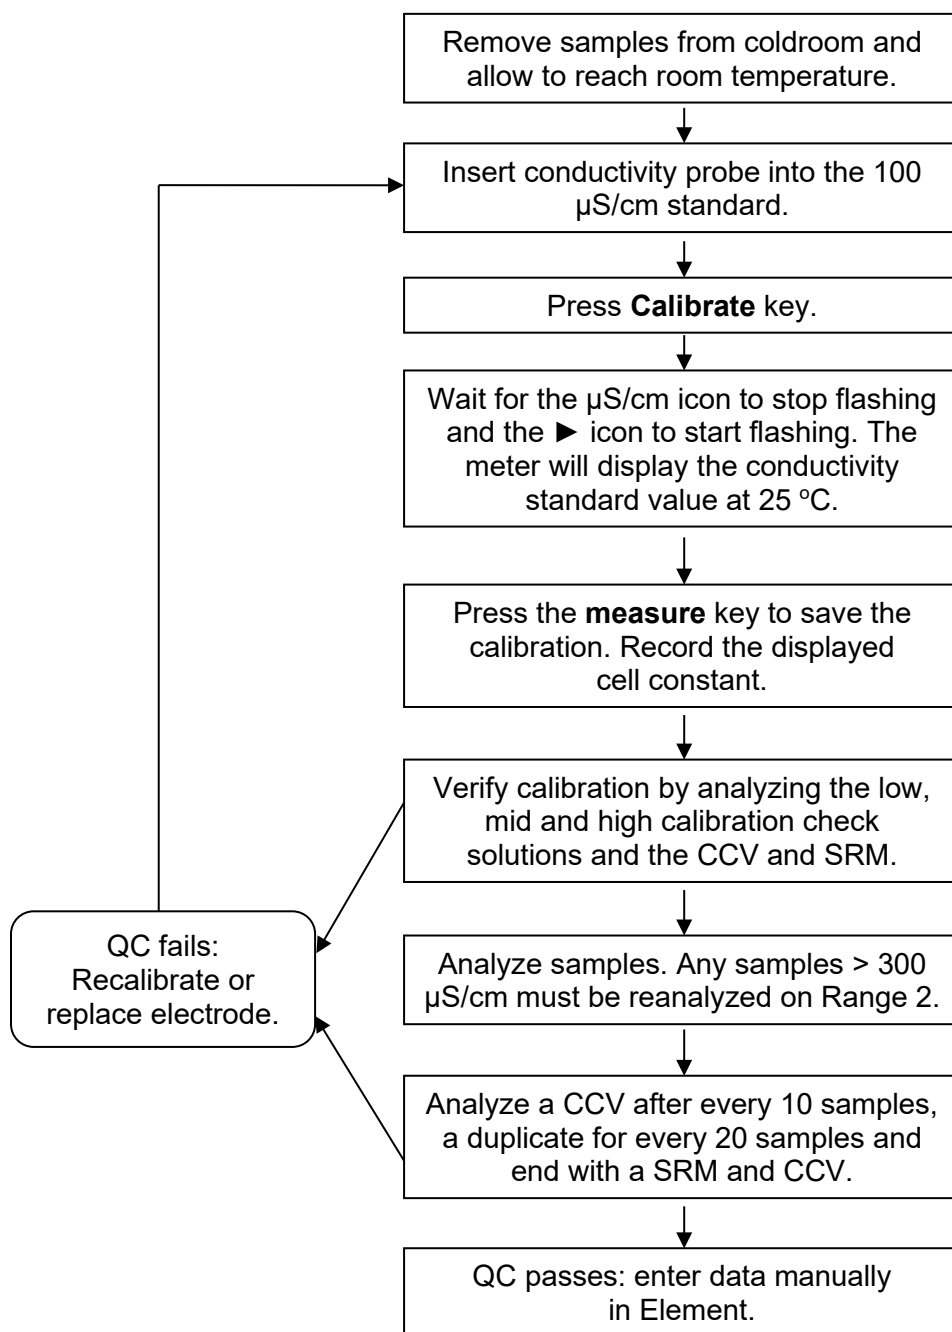 Remove samples from coldroom and
allow to reach room temperature.
Insert conductivity probe into the 100
µS/cm standard.
Press Calibrate key.
Wait for the µS/cm icon to stop flashing
and the ► icon to start flashing. The
meter will display the conductivity
standard value at 25 ºC.
Press the measure key to save the
calibration. Record the displayed
cell constant.
Verify calibration by analyzing the low,
mid and high calibration check
solutions and the CCV and SRM.
QC fails:
Recalibrate or
replace electrode.
Analyze samples. Any samples > 300
µS/cm must be reanalyzed on Range 2.
Analyze a CCV after every 10 samples,
a duplicate for every 20 samples and
end with a SRM and CCV.
QC passes: enter data manually
in Element.